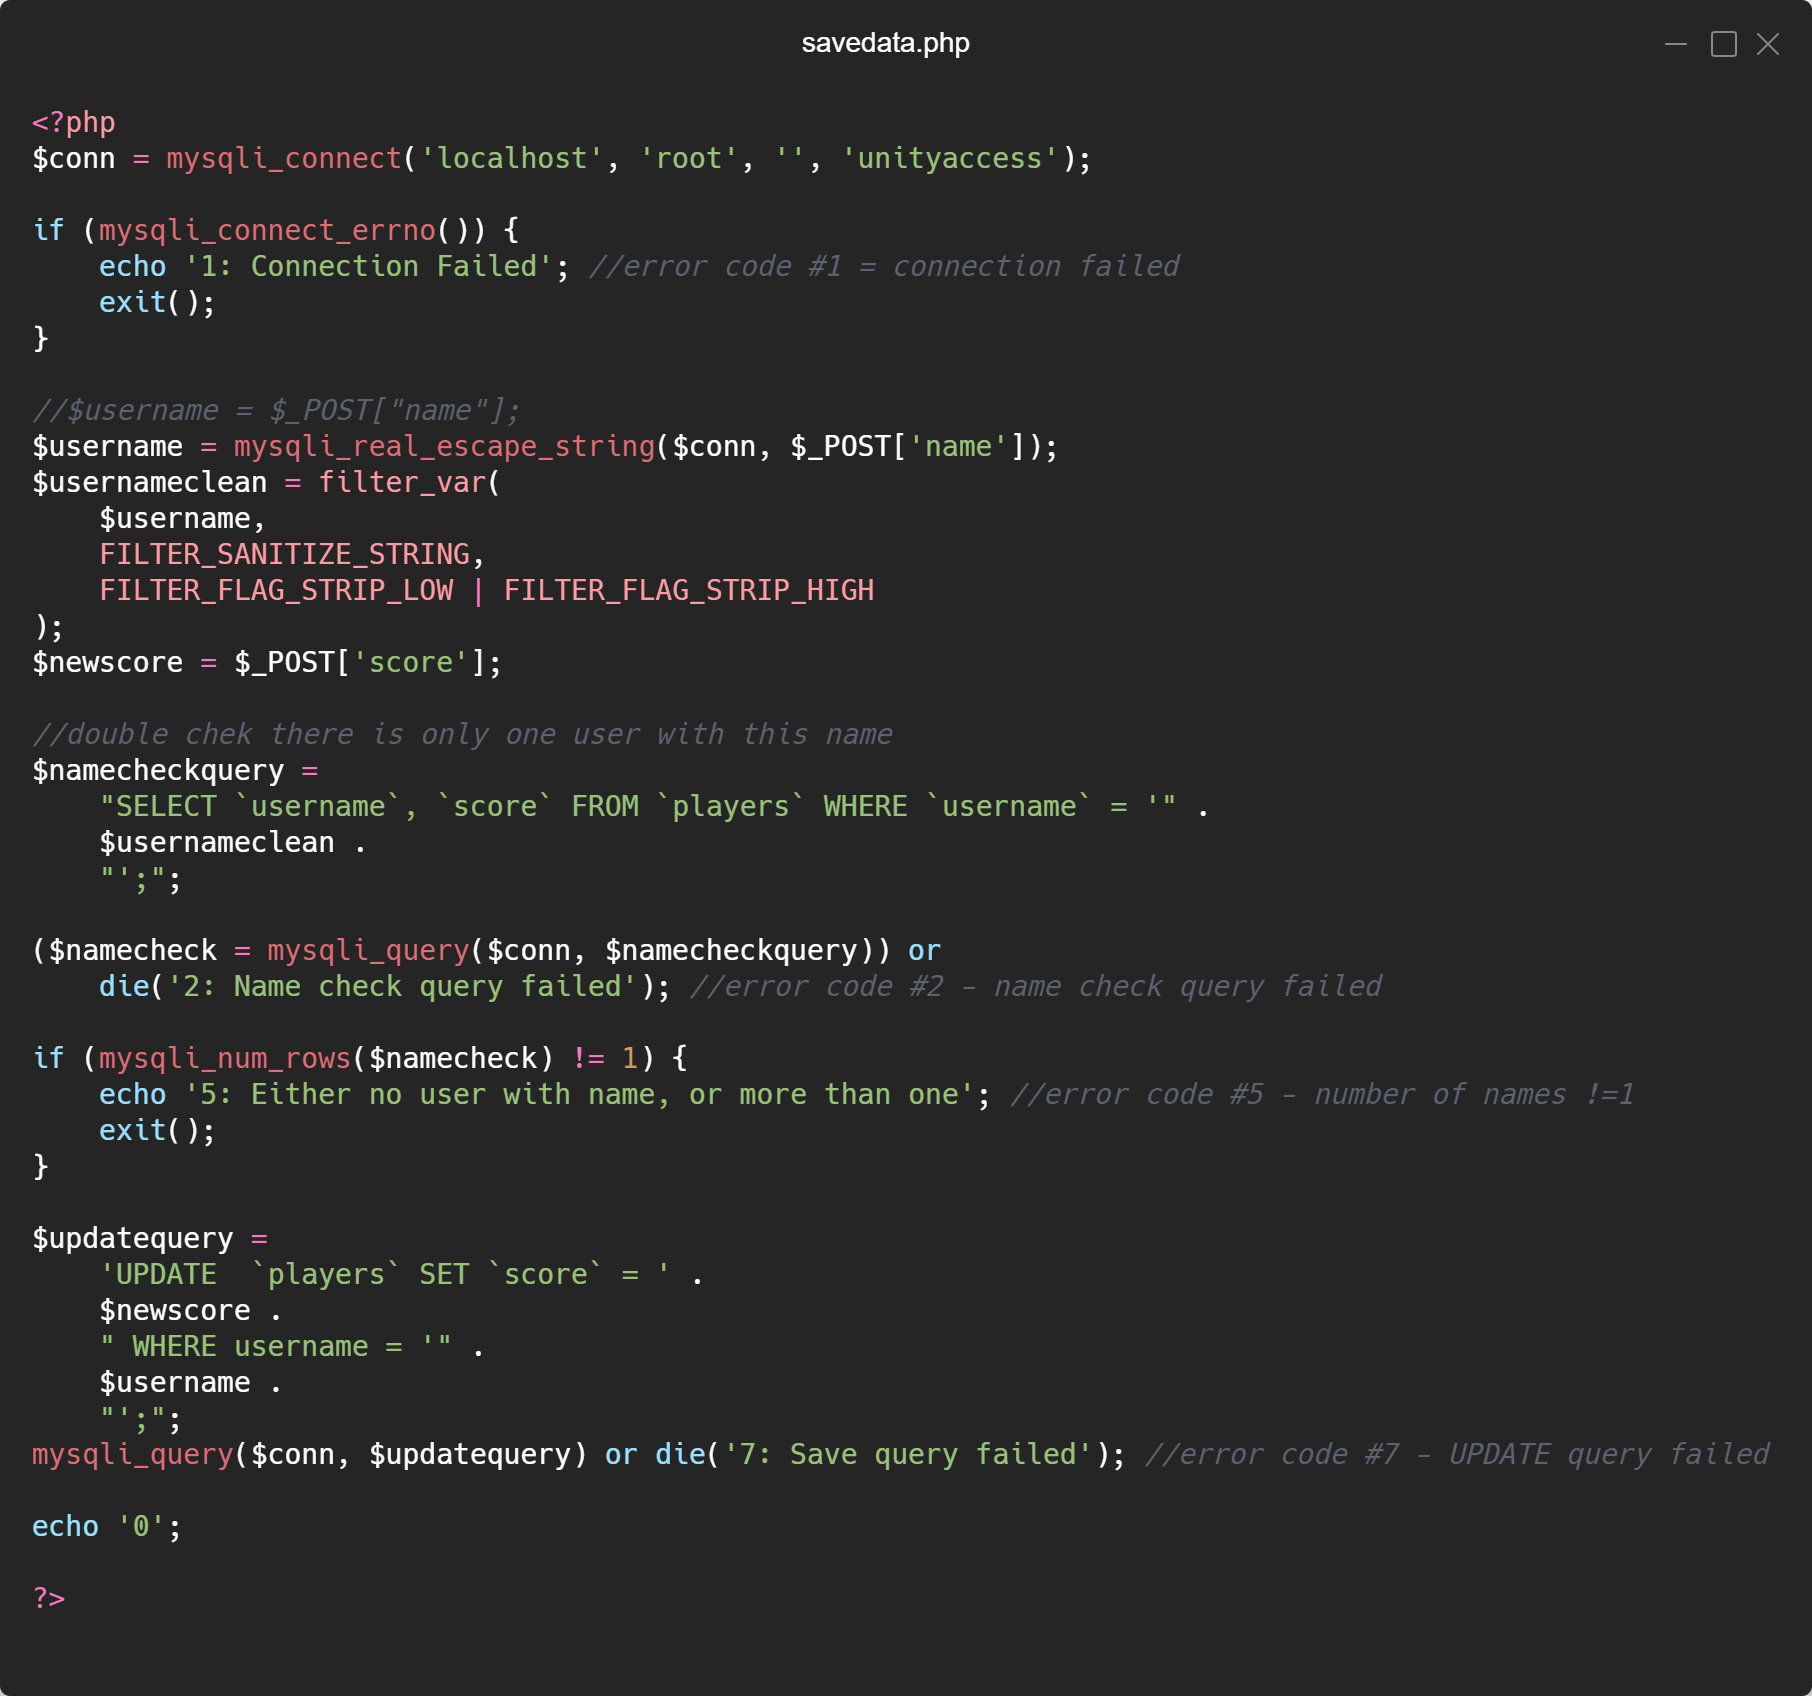 savedata.php
<?php
$conn = mysqli_connect('localhost', 'root', '', 'unityaccess');
if (mysqli_connect_errno()) {
    echo '1: Connection Failed'; //error code #1 = connection failed
    exit();
}
//$username = $_POST["name"];
$username = mysqli_real_escape_string($conn, $_POST['name']);
$usernameclean = filter_var(
    $username,
    FILTER_SANITIZE_STRING,
    FILTER_FLAG_STRIP_LOW | FILTER_FLAG_STRIP_HIGH
);
$newscore = $_POST['score'];
//double chek there is only one user with this name
$namecheckquery =
    "SELECT `username`, `score` FROM `players` WHERE `username` = '" .
    $usernameclean .
    "';";
($namecheck = mysqli_query($conn, $namecheckquery)) or
    die('2: Name check query failed'); //error code #2 - name check query failed
if (mysqli_num_rows($namecheck) != 1) {
    echo '5: Either no user with name, or more than one'; //error code #5 - number of names !=1
    exit();
}
$updatequery =
    'UPDATE  `players` SET `score` = ' .
    $newscore .
    " WHERE username = '" .
    $username .
    "';";
mysqli_query($conn, $updatequery) or die('7: Save query failed'); //error code #7 - UPDATE query failed
echo '0';
?>